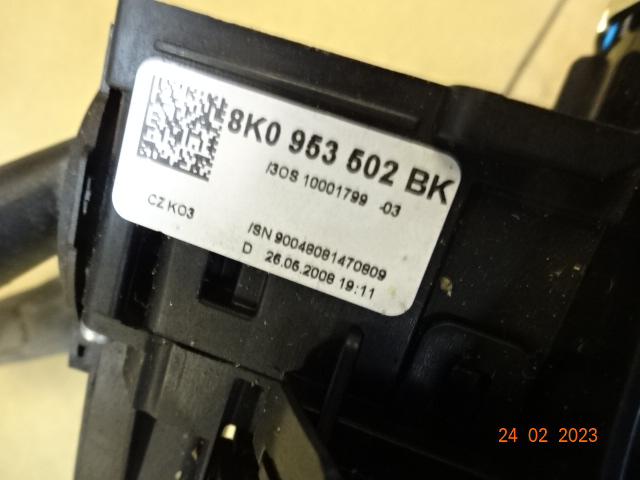 8K0 953 502 BK
/3OS 10001799 -03
CZ KO3
/SN 90048081470809
D 26.05.2008 19:11
24 02 2023